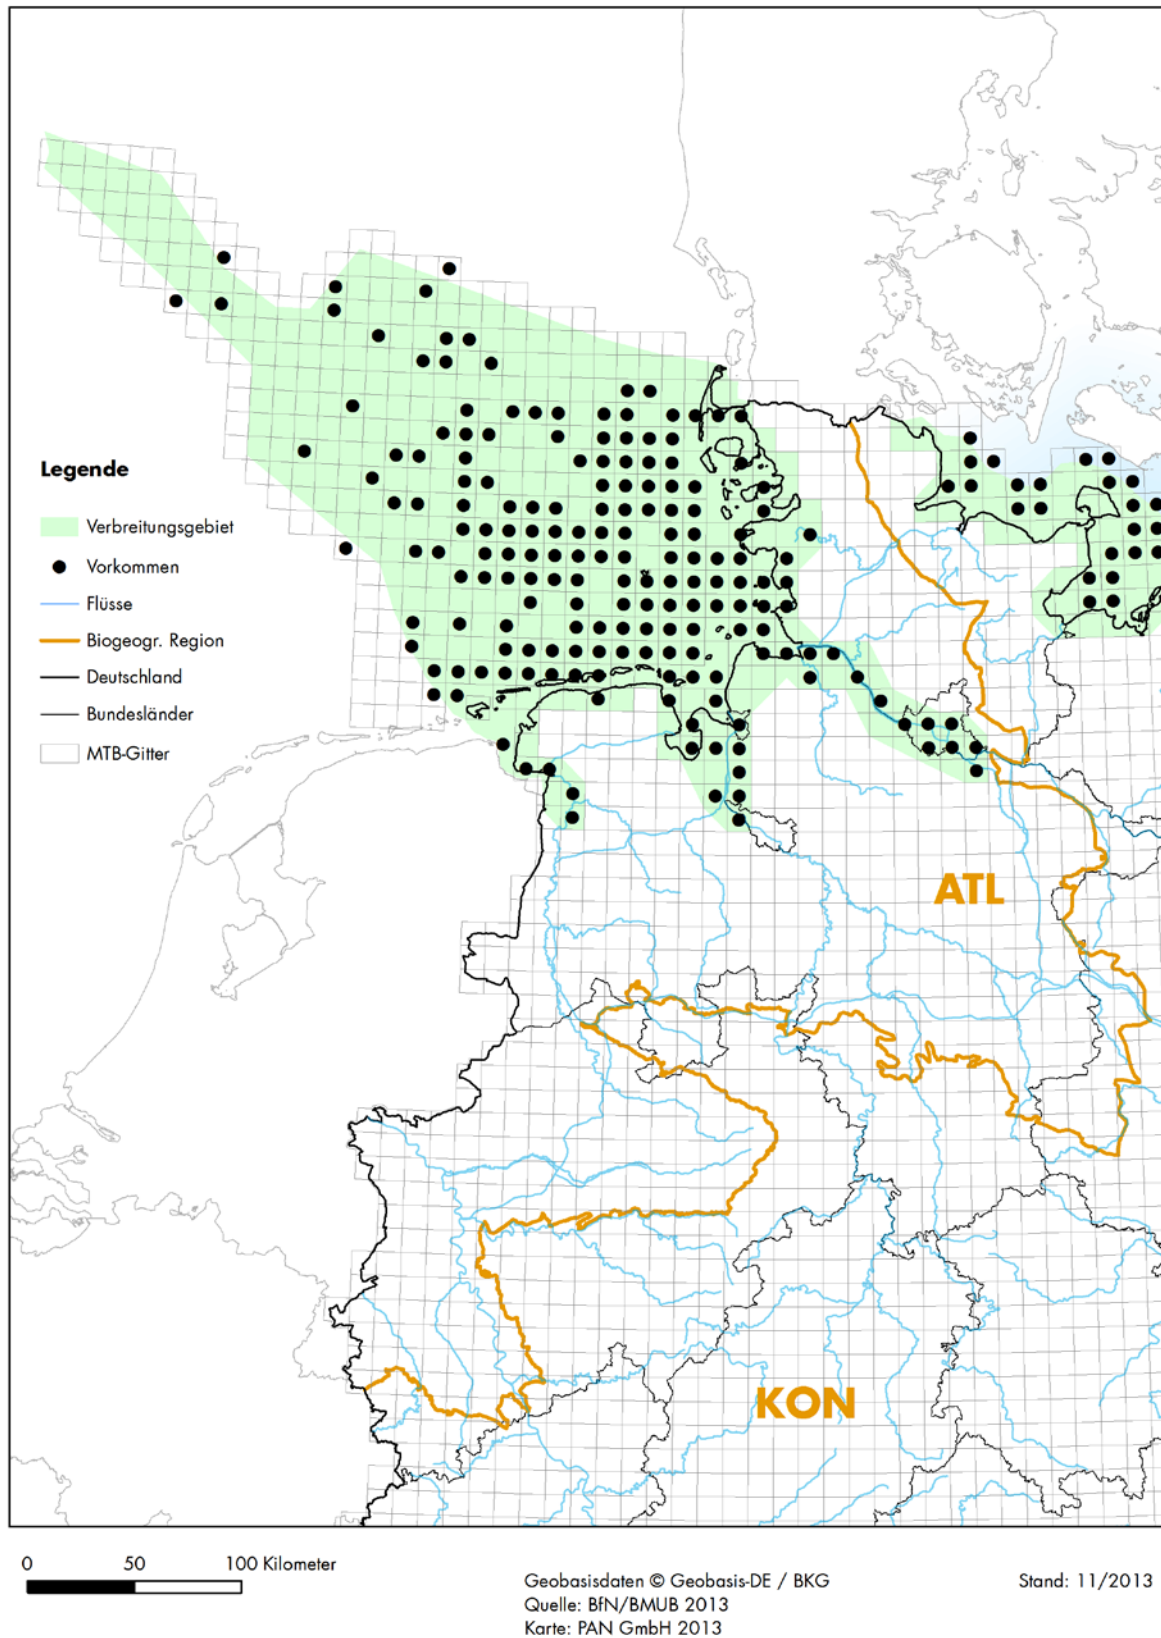 Legende
Verbreitungsgebiet
Vorkommen
Flüsse
Biogeogr. Region
Deutschland
Bundesländer
MTB-Gitter
ATL
KON
0 50 100 Kilometer
Geobasisdaten © Geobasis-DE / BKG
Quelle: BfN/BMUB 2013
Karte: PAN GmbH 2013
Stand: 11/2013